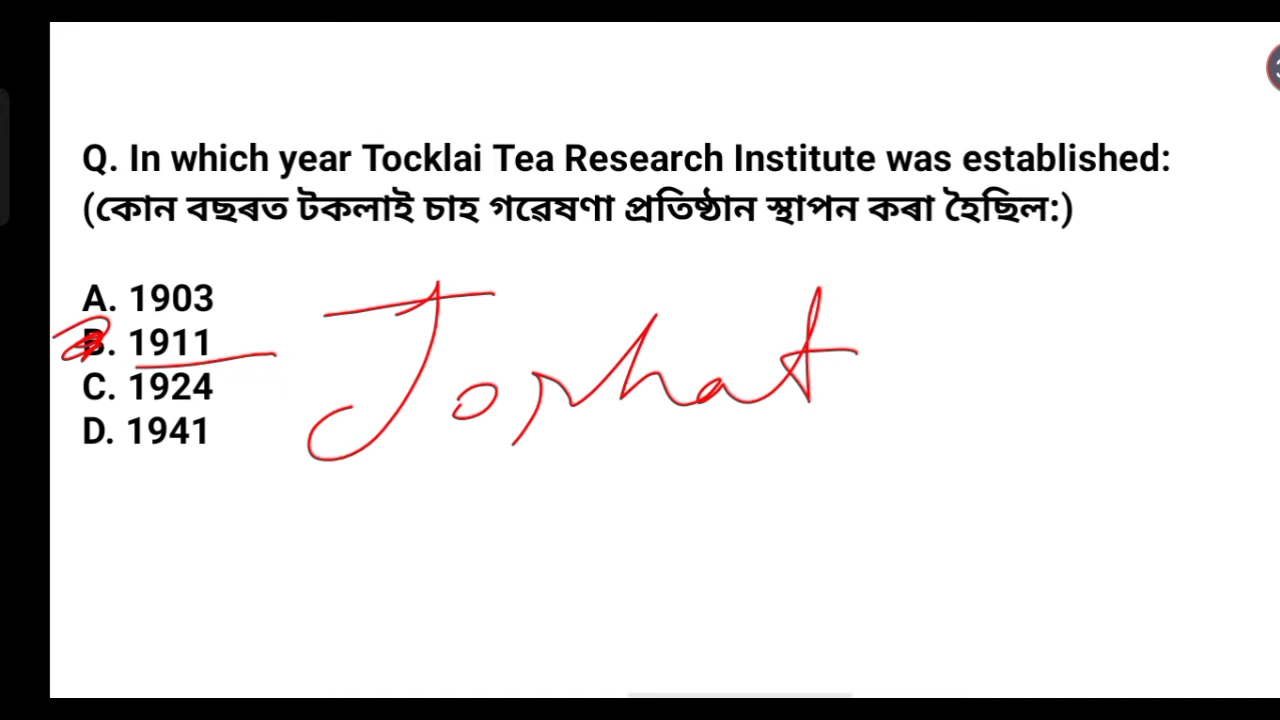 Q. In which year Tocklai Tea Research Institute was established:
(কোন বছৰত টকলাই চাহ গৱেষণা প্ৰতিষ্ঠান স্থাপন কৰা হৈছিল:)
A. 1903
B. 1911
C. 1924
D. 1941
Jorhat